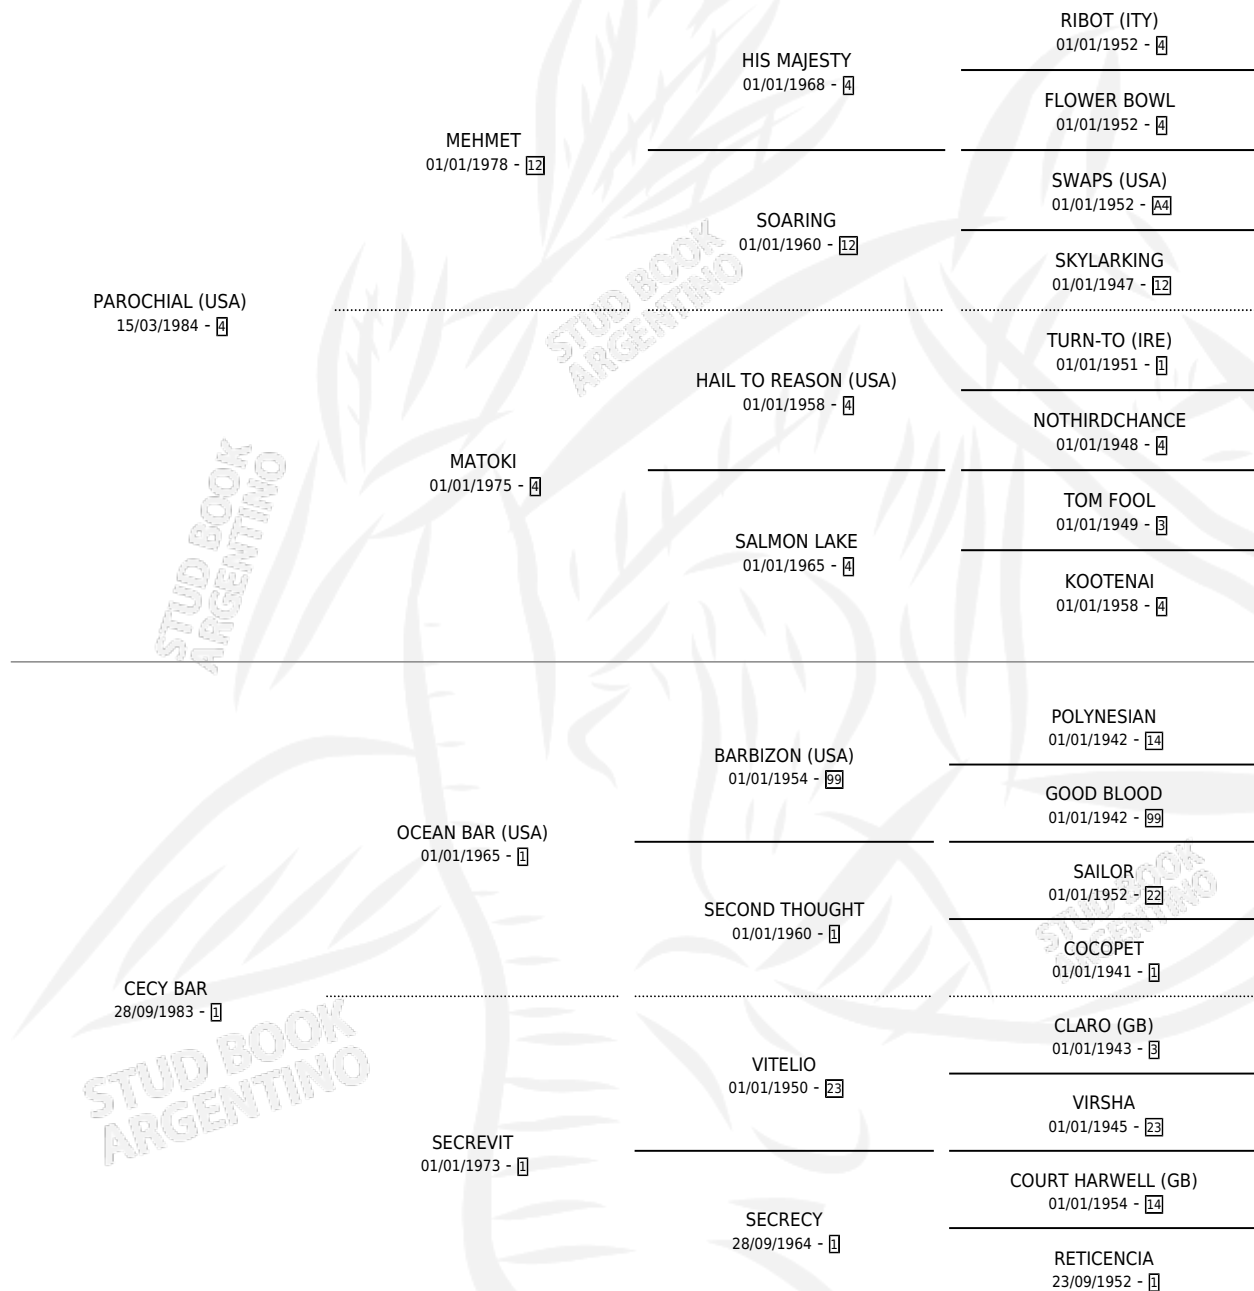 RIBOT (ITY)
01/01/1952 - 4
HIS MAJESTY
01/01/1968 - 4
FLOWER BOWL
01/01/1952 - 4
MEHMET
01/01/1978 - 12
SWAPS (USA)
01/01/1952 - A4
SOARING
01/01/1960 - 12
SKYLARKING
01/01/1947 - 12
PAROCHIAL (USA)
15/03/1984 - 4
TURN-TO (IRE)
01/01/1951 - 1
HAIL TO REASON (USA)
01/01/1958 - 4
NOTHIRDCHANCE
01/01/1948 - 4
MATOKI
01/01/1975 - 4
TOM FOOL
01/01/1949 - 3
SALMON LAKE
01/01/1965 - 4
KOOTENAI
01/01/1958 - 4
POLYNESIAN
01/01/1942 - 14
BARBIZON (USA)
01/01/1954 - 99
GOOD BLOOD
01/01/1942 - 99
OCEAN BAR (USA)
01/01/1965 - 1
SAILOR
01/01/1952 - 22
SECOND THOUGHT
01/01/1960 - 1
COCOPET
01/01/1941 - 1
CECY BAR
28/09/1983 - 1
CLARO (GB)
01/01/1943 - 3
VITELIO
01/01/1950 - 23
VIRSHA
01/01/1945 - 23
SECREVIT
01/01/1973 - 1
COURT HARWELL (GB)
01/01/1954 - 14
SECRECY
28/09/1964 - 1
RETICENCIA
23/09/1952 - 1
STUD BOOK
ARGENTINO
STUD BOOK
ARGENTINO
STUD BOOK
ARGENTINO
STUD BOOK
ARGENTINO